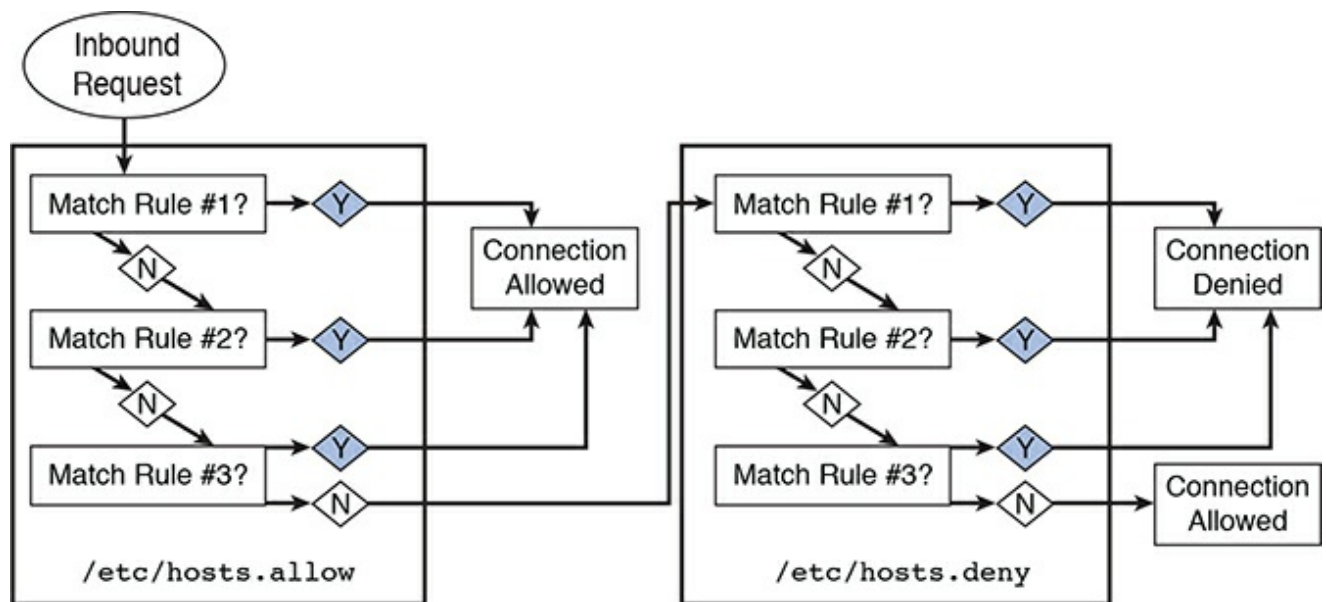 Inbound
Request
Match Rule #1?
Y
Connection
Allowed
N
Match Rule #2?
Y
N
Match Rule #3?
Y
N
/etc/hosts.allow
Match Rule #1?
Y
Connection
Denied
N
Match Rule #2?
Y
N
Match Rule #3?
Y
N
Connection
Allowed
/etc/hosts.deny